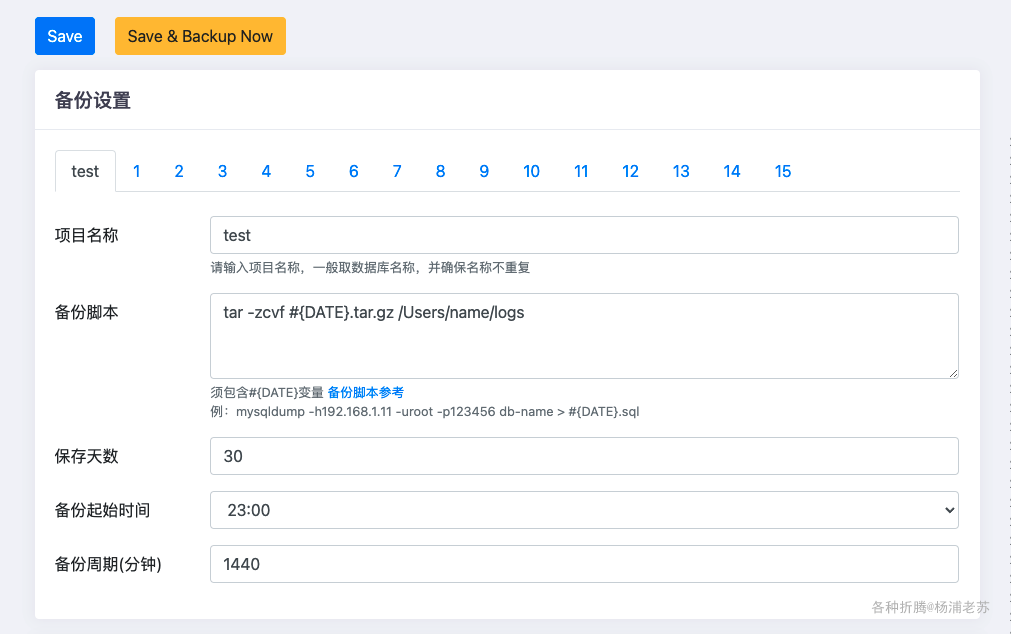 Save Save & Backup Now
备份设置
test 1 2 3 4 5 6 7 8 9 10 11 12 13 14 15
项目名称 test
请输入项目名称，一般取数据库名称，并确保名称不重复
备份脚本 tar -zcvf #{DATE}.tar.gz /Users/name/logs
须包含#{DATE}变量 备份脚本参考
例：mysqldump -h192.168.1.11 -uroot -p123456 db-name > #{DATE}.sql
保存天数 30
备份起始时间 23:00
备份周期(分钟) 1440
各种折腾@杨浦老苏